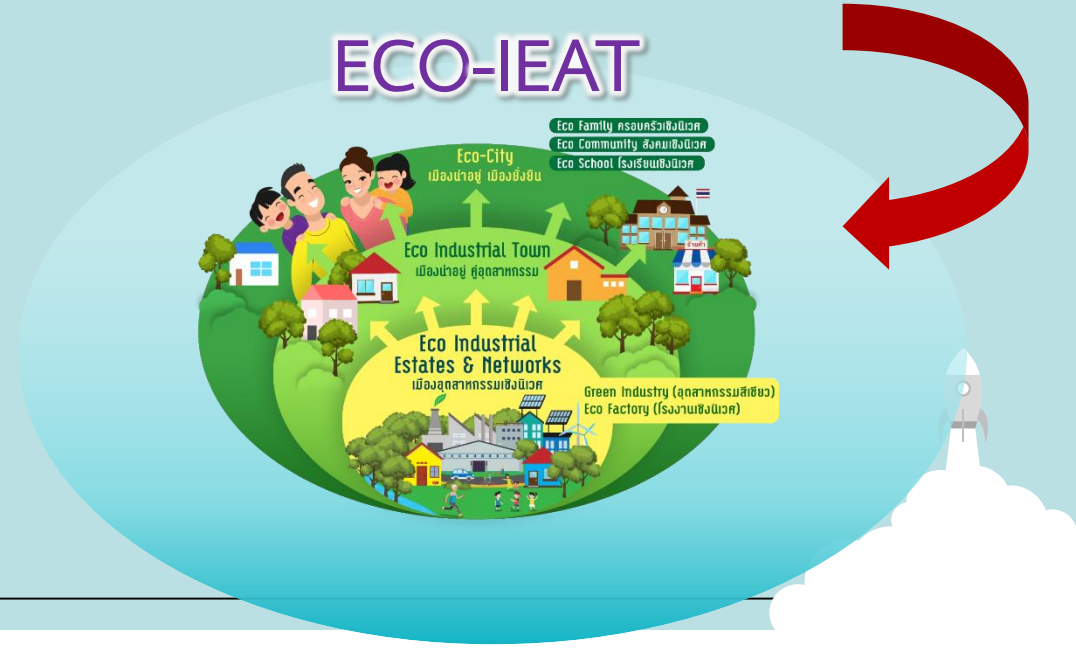 ECO-IEAT
Eco Family ครอบครัวเชิงนิเวศ
Eco Community สังคมเชิงนิเวศ
Eco School โรงเรียนเชิงนิเวศ
Eco-City
เมืองน่าอยู่ เมืองยั่งยืน
ร้านค้า
Eco Industrial Town
เมืองน่าอยู่ คู่อุตสาหกรรม
Eco Industrial
Estates & Networks
เมืองอุตสาหกรรมเชิงนิเวศ
Green Industry (อุตสาหกรรมสีเขียว)
Eco Factory (โรงงานเชิงนิเวศ)